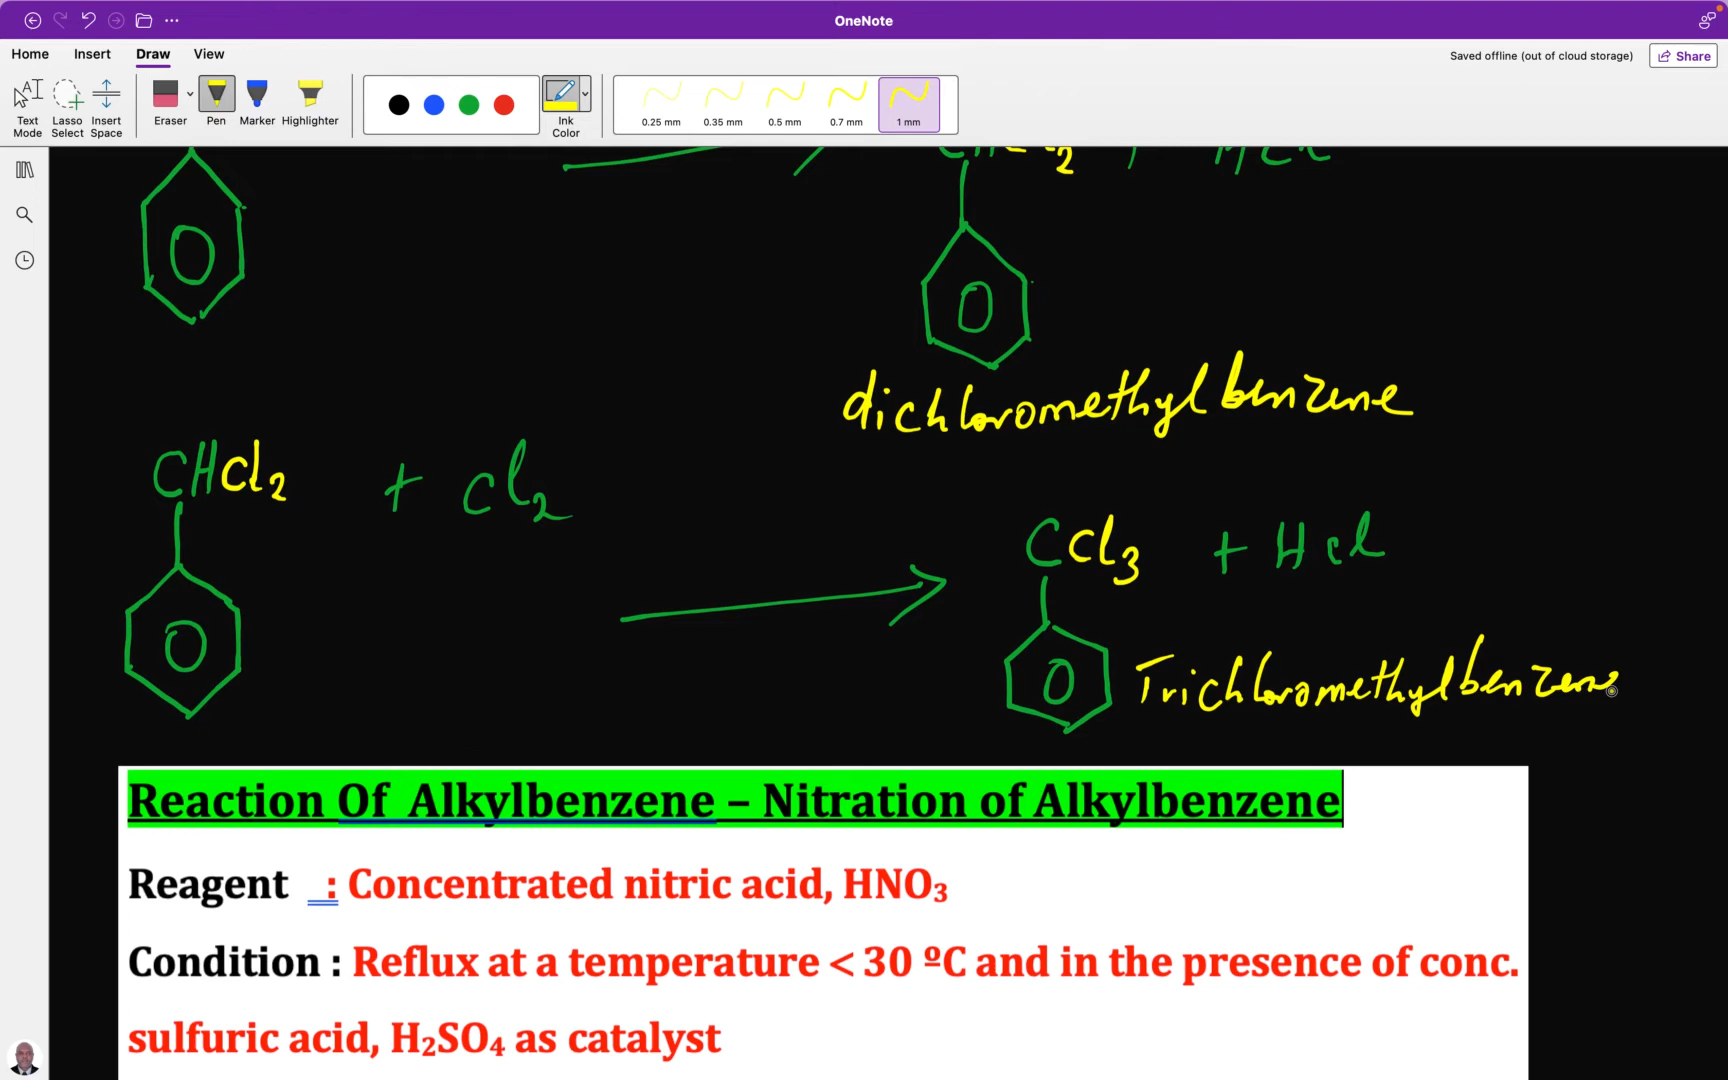 OneNote
Home Insert Draw View
Saved offline (out of cloud storage) Share
Text Mode
Lasso Select
Insert Space
Eraser
Pen
Marker
Highlighter
Ink Color
0.25 mm 0.35 mm 0.5 mm 0.7 mm 1 mm
dichloromethylbenzene
CHCl2 + Cl2
CCl3 + HCl
Trichloromethylbenzene
Reaction Of Alkylbenzene – Nitration of Alkylbenzene
Reagent : Concentrated nitric acid, HNO₃
Condition : Reflux at a temperature < 30 ºC and in the presence of conc.
sulfuric acid, H₂SO₄ as catalyst